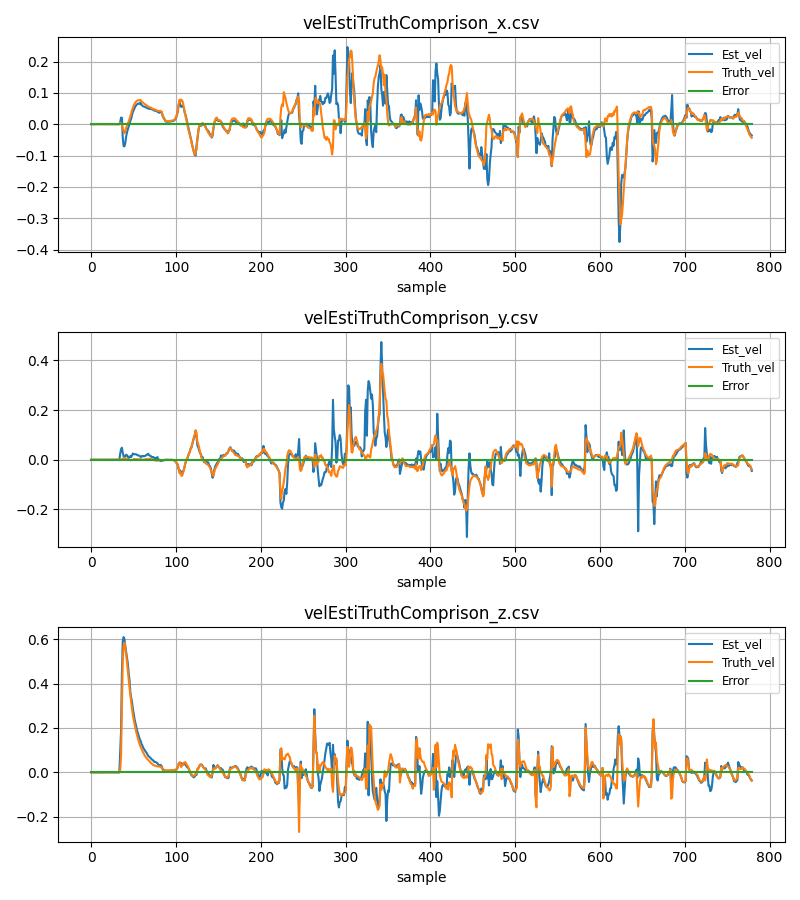 velEstiTruthComprison_x.csv
0.2
0.1
0.0
−0.1
−0.2
−0.3
−0.4
Est_vel
Truth_vel
Error
0 100 200 300 400 500 600 700 800
sample
velEstiTruthComprison_y.csv
0.4
0.2
0.0
−0.2
Est_vel
Truth_vel
Error
0 100 200 300 400 500 600 700 800
sample
velEstiTruthComprison_z.csv
0.6
0.4
0.2
0.0
−0.2
Est_vel
Truth_vel
Error
0 100 200 300 400 500 600 700 800
sample